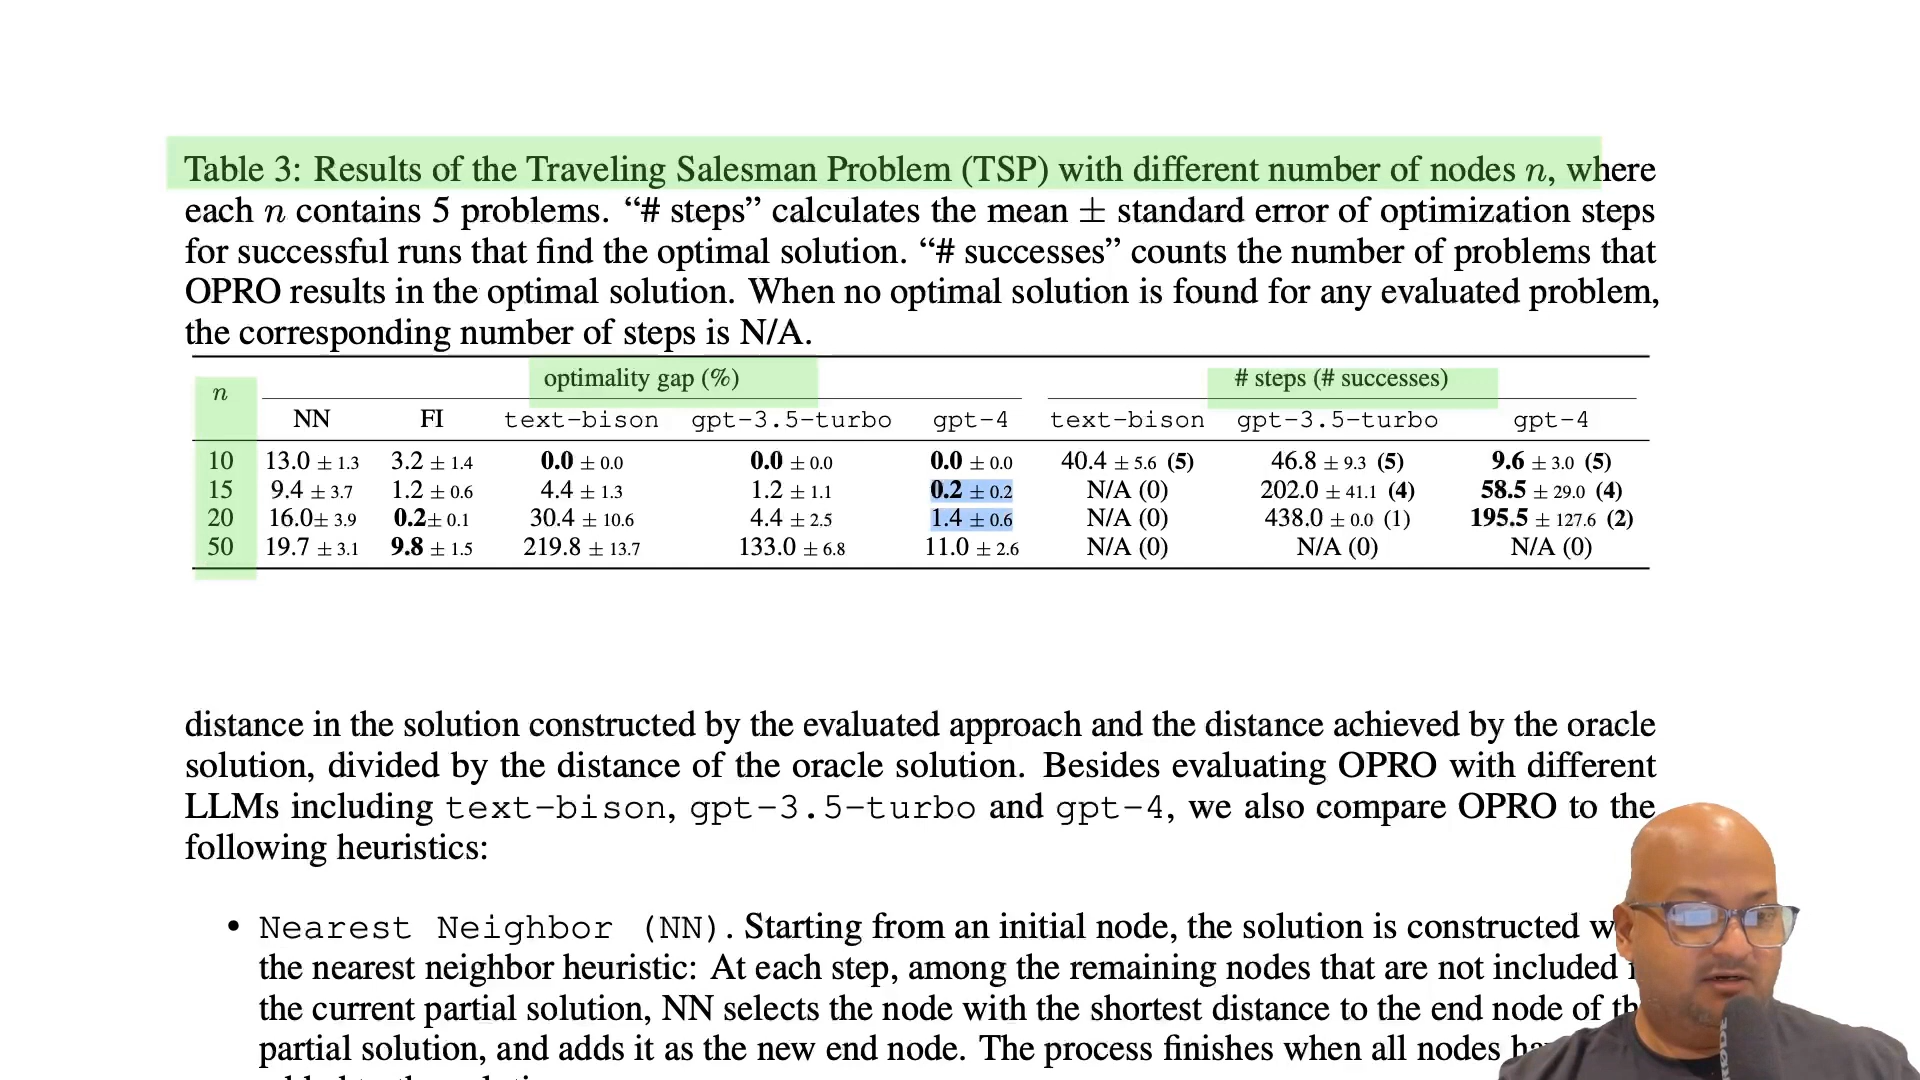 Table 3: Results of the Traveling Salesman Problem (TSP) with different number of nodes n, where
each n contains 5 problems. “# steps” calculates the mean ± standard error of optimization steps
for successful runs that find the optimal solution. “# successes” counts the number of problems that
OPRO results in the optimal solution. When no optimal solution is found for any evaluated problem,
the corresponding number of steps is N/A.
n optimality gap (%) # steps (# successes)
NN FI text-bison gpt-3.5-turbo gpt-4 text-bison gpt-3.5-turbo gpt-4
10 13.0 ± 1.3 3.2 ± 1.4 0.0 ± 0.0 0.0 ± 0.0 0.0 ± 0.0 40.4 ± 5.6 (5) 46.8 ± 9.3 (5) 9.6 ± 3.0 (5)
15 9.4 ± 3.7 1.2 ± 0.6 4.4 ± 1.3 1.2 ± 1.1 0.2 ± 0.2 N/A (0) 202.0 ± 41.1 (4) 58.5 ± 29.0 (4)
20 16.0± 3.9 0.2± 0.1 30.4 ± 10.6 4.4 ± 2.5 1.4 ± 0.6 N/A (0) 438.0 ± 0.0 (1) 195.5 ± 127.6 (2)
50 19.7 ± 3.1 9.8 ± 1.5 219.8 ± 13.7 133.0 ± 6.8 11.0 ± 2.6 N/A (0) N/A (0) N/A (0)
distance in the solution constructed by the evaluated approach and the distance achieved by the oracle
solution, divided by the distance of the oracle solution. Besides evaluating OPRO with different
LLMs including text-bison, gpt-3.5-turbo and gpt-4, we also compare OPRO to the
following heuristics:
• Nearest Neighbor (NN). Starting from an initial node, the solution is constructed
the nearest neighbor heuristic: At each step, among the remaining nodes that are not included
the current partial solution, NN selects the node with the shortest distance to the end node of
partial solution, and adds it as the new end node. The process finishes when all nodes
RODE